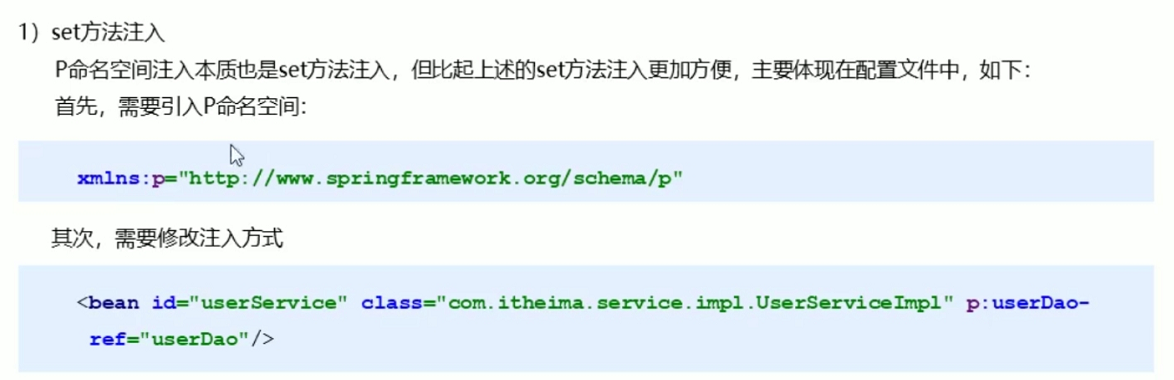 1）set方法注入
P命名空间注入本质也是set方法注入，但比起上述的set方法注入更加方便，主要体现在配置文件中，如下：
首先，需要引入P命名空间：
xmlns:p="http://www.springframework.org/schema/p"
其次，需要修改注入方式
<bean id="userService" class="com.itheima.service.impl.UserServiceImpl" p:userDao-
ref="userDao"/>